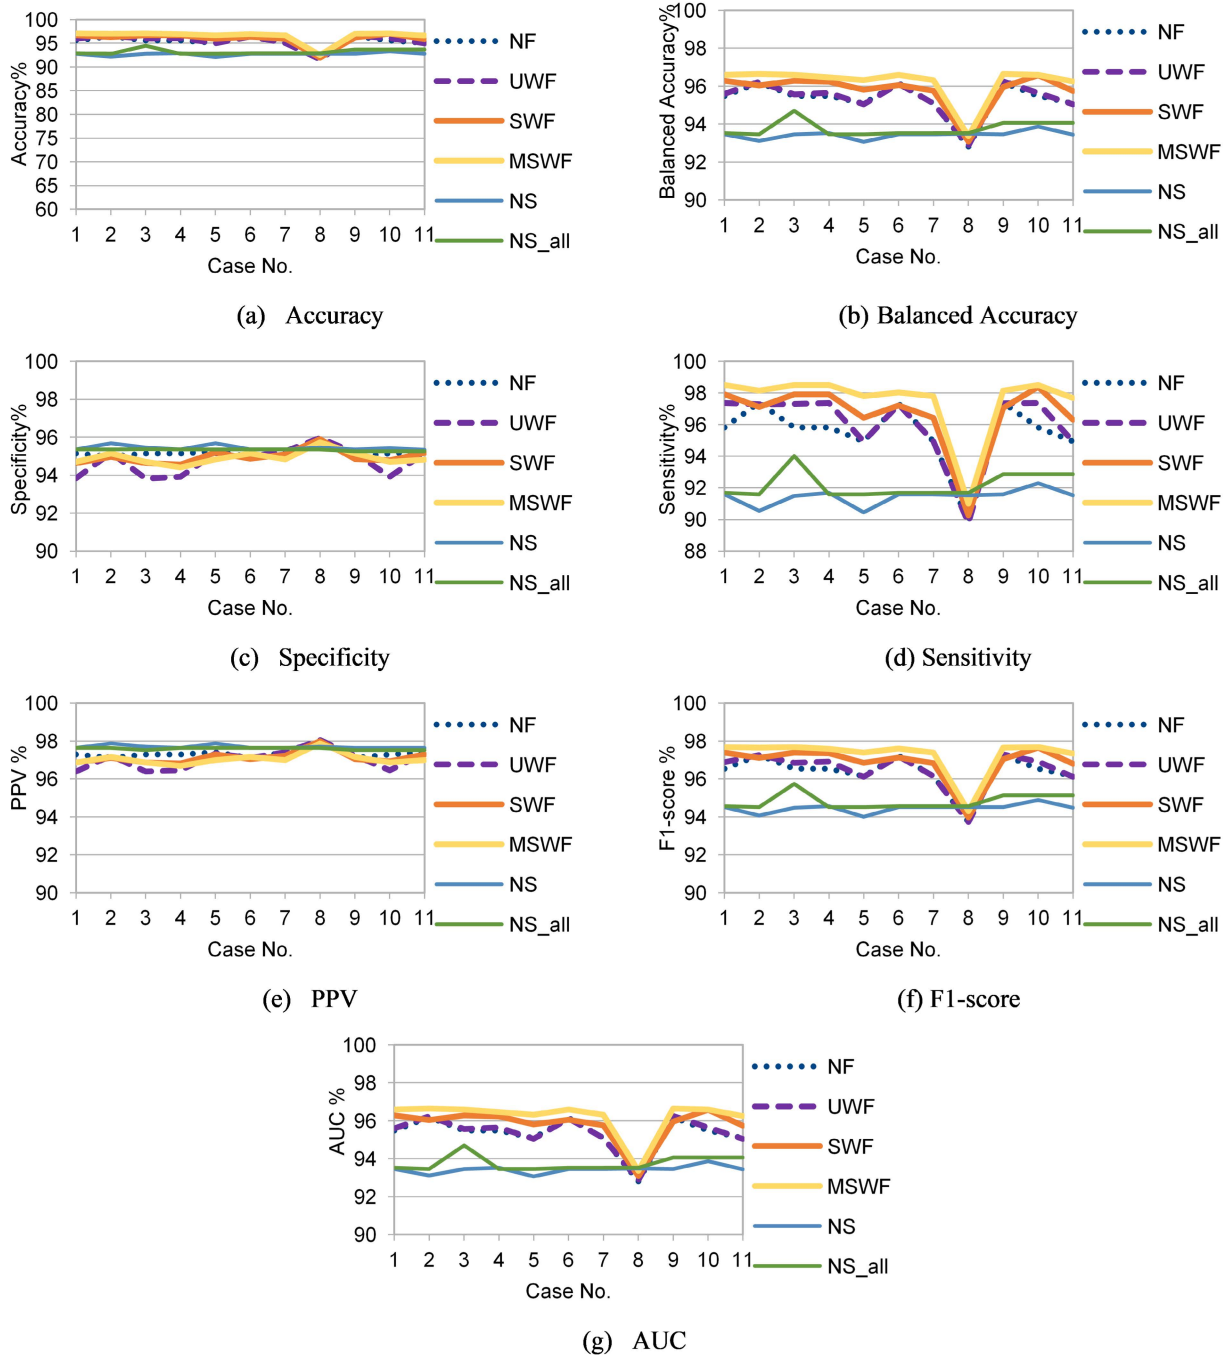 Accuracy%
100
95
90
85
80
75
70
65
60
1 2 3 4 5 6 7 8 9 10 11
Case No.
NF
UWF
SWF
MSWF
NS
NS_all
(a) Accuracy
Balanced Accuracy%
100
98
96
94
92
90
1 2 3 4 5 6 7 8 9 10 11
Case No.
NF
UWF
SWF
MSWF
NS
NS_all
(b) Balanced Accuracy
Specificity%
100
98
96
94
92
90
1 2 3 4 5 6 7 8 9 10 11
Case No.
NF
UWF
SWF
MSWF
NS
NS_all
(c) Specificity
Sensitivity%
100
98
96
94
92
90
88
1 2 3 4 5 6 7 8 9 10 11
Case No.
NF
UWF
SWF
MSWF
NS
NS_all
(d) Sensitivity
PPV %
100
98
96
94
92
90
1 2 3 4 5 6 7 8 9 10 11
Case No.
NF
UWF
SWF
MSWF
NS
NS_all
(e) PPV
F1-score %
100
98
96
94
92
90
1 2 3 4 5 6 7 8 9 10 11
Case No.
NF
UWF
SWF
MSWF
NS
NS_all
(f) F1-score
AUC %
100
98
96
94
92
90
1 2 3 4 5 6 7 8 9 10 11
Case No.
NF
UWF
SWF
MSWF
NS
NS_all
(g) AUC